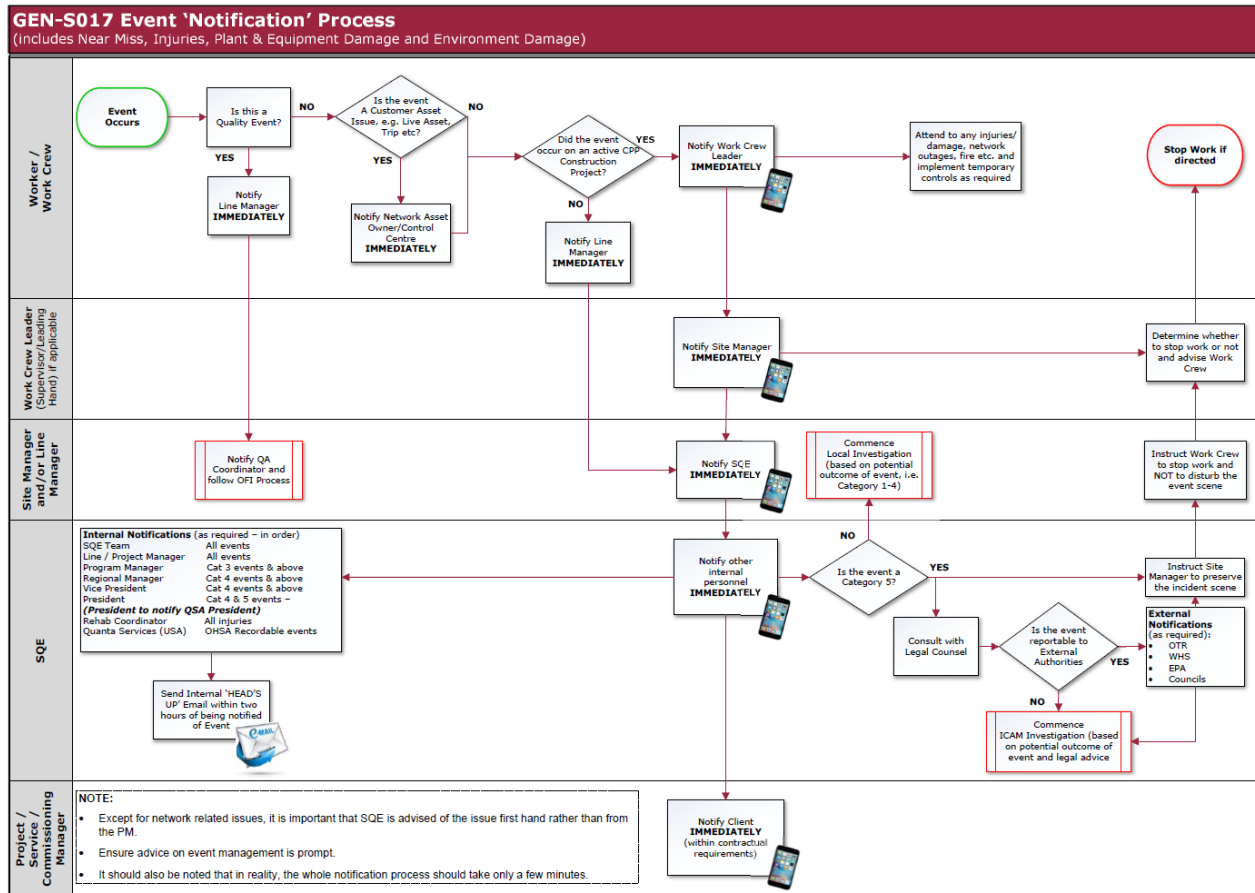 GEN-S017 Event ‘Notification’ Process
(includes Near Miss, Injuries, Plant & Equipment Damage and Environment Damage)
Worker /
Work Crew
Event
Occurs
Is this a
Quality Event?
NO
YES
Notify
Line Manager
IMMEDIATELY
Is the event
A Customer Asset
Issue, e.g. Live Asset,
Trip etc?
NO
YES
Notify Network Asset
Owner/Control
Centre
IMMEDIATELY
Did the event
occur on an active CPP
Construction
Project?
YES
NO
Notify Line
Manager
IMMEDIATELY
Notify Work Crew
Leader
IMMEDIATELY
Attend to any injuries/
damage, network
outages, fire etc. and
implement temporary
controls as required
Stop Work if
directed
Work Crew Leader
(Supervisor/Leading
Hand) if applicable
Notify Site Manager
IMMEDIATELY
Determine whether
to stop work or not
and advise Work
Crew
Site Manager
and/or Line
Manager
Notify QA
Coordinator and
follow OFI Process
Notify SQE
IMMEDIATELY
Commence
Local Investigation
(based on potential
outcome of event, i.e.
Category 1-4)
Instruct Work Crew
to stop work and
NOT to disturb the
event scene
SQE
Internal Notifications (as required – in order)
SQE Team All events
Line / Project Manager All events
Program Manager Cat 3 events & above
Regional Manager Cat 4 events & above
Vice President Cat 4 events & above
President Cat 4 & 5 events –
(President to notify QSA President)
Rehab Coordinator All injuries
Quanta Services (USA) OHSA Recordable events
Send Internal ‘HEAD’S
UP’ Email within two
hours of being notified
of Event
e-MAIL
Notify other
internal
personnel
IMMEDIATELY
NO
Is the event a
Category 5?
YES
Instruct Site
Manager to preserve
the incident scene
Consult with
Legal Counsel
Is the event
reportable to
External
Authorities
YES
NO
External
Notifications
(as required):
• OTR
• WHS
• EPA
• Councils
Commence
ICAM Investigation (based
on potential outcome of
event and legal advice
Project /
Service /
Commissioning
Manager
NOTE:
• Except for network related issues, it is important that SQE is advised of the issue first hand rather than from
the PM.
• Ensure advice on event management is prompt.
• It should also be noted that in reality, the whole notification process should take only a few minutes.
Notify Client
IMMEDIATELY
(within contractual
requirements)